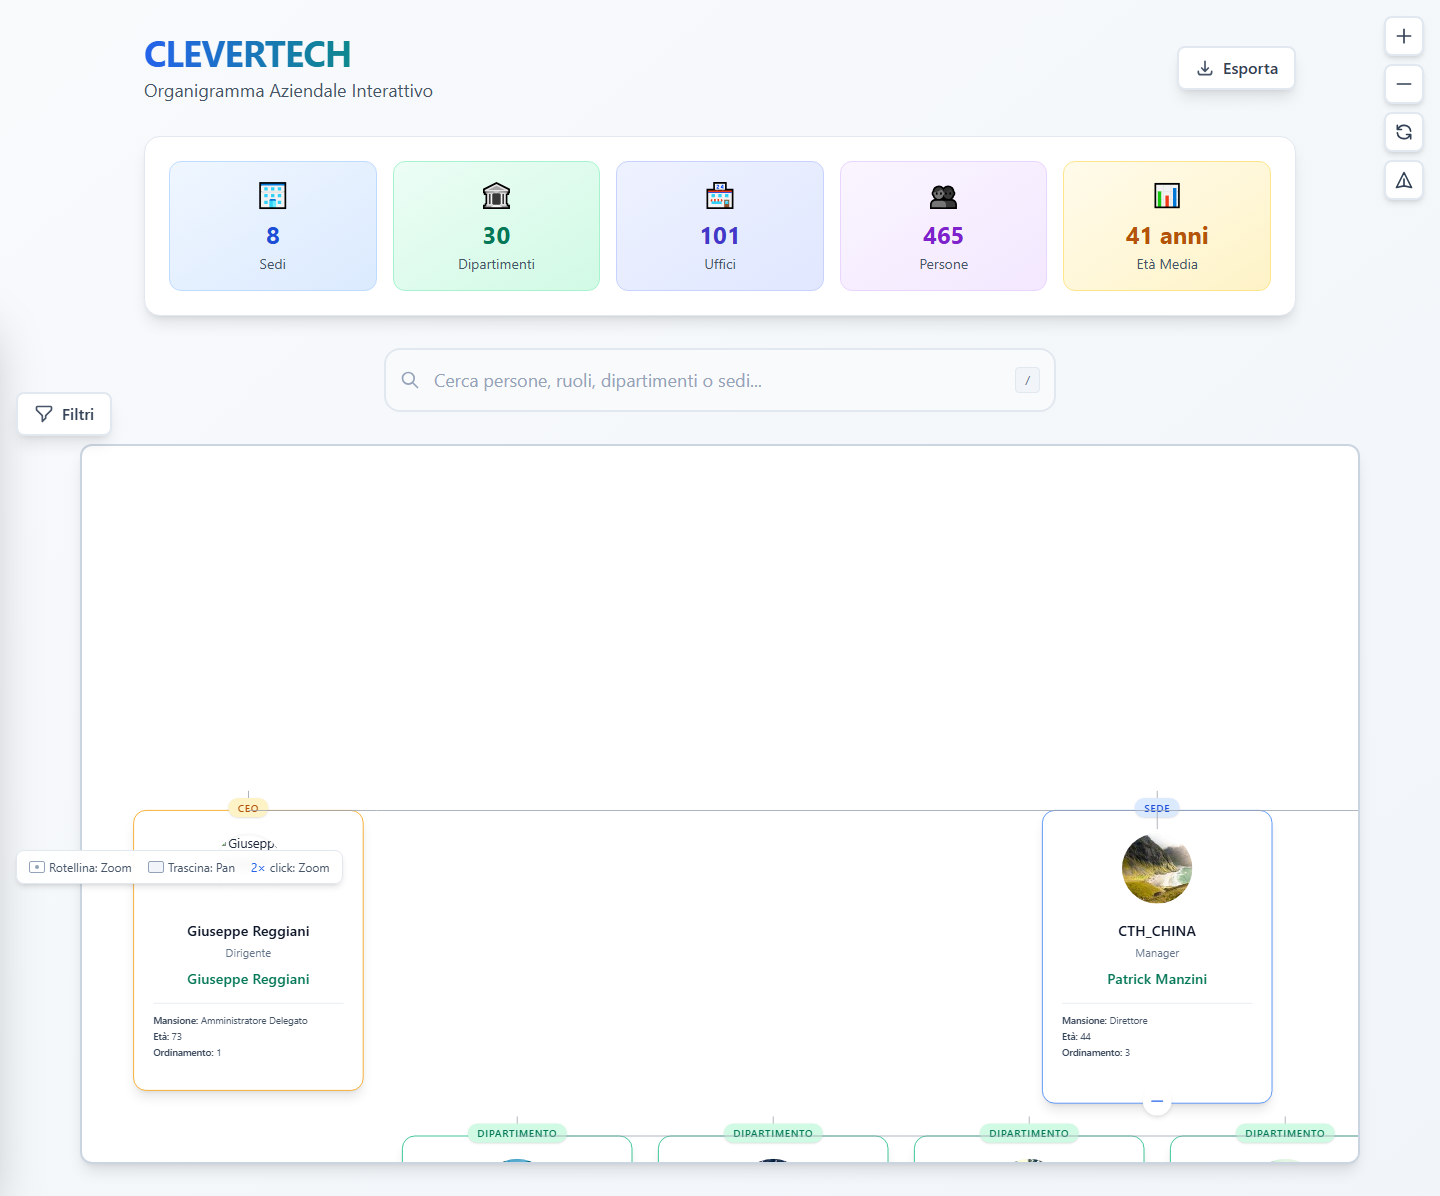 CLEVERTECH
Organigramma Aziendale Interattivo
Esporta
8
Sedi
30
Dipartimenti
24
101
Uffici
465
Persone
41 anni
Età Media
Cerca persone, ruoli, dipartimenti o sedi...
/
Filtri
CEO
Giusepp
Rotellina: Zoom
Trascina: Pan
2× click: Zoom
Giuseppe Reggiani
Dirigente
Giuseppe Reggiani
Mansione: Amministratore Delegato
Età: 73
Ordinamento: 1
SEDE
CTH_CHINA
Manager
Patrick Manzini
Mansione: Direttore
Età: 44
Ordinamento: 3
DIPARTIMENTO
DIPARTIMENTO
DIPARTIMENTO
DIPARTIMENTO